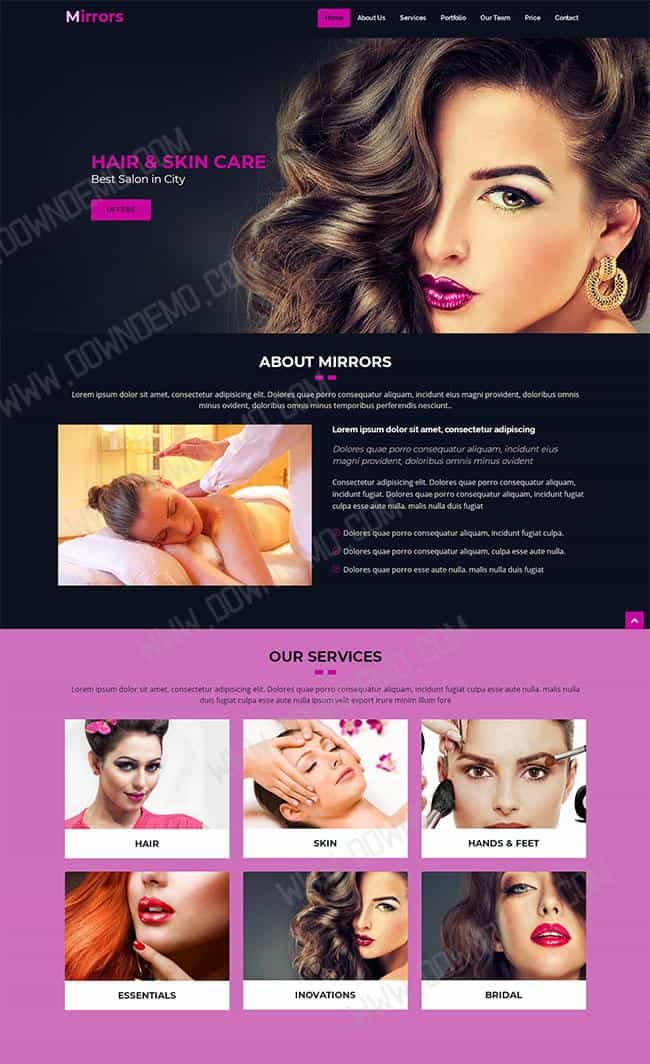 Mirrors
Home About Us Services Portfolio Our Team Price Contact
HAIR & SKIN CARE
Best Salon in City
OFFERS
ABOUT MIRRORS
Lorem ipsum dolor sit amet, consectetur adipisicing elit. Dolores quae porro consequatur aliquam, incidunt eius magni provident, doloribus omnis
minus ovident, doloribus omnis minus temporibus perferendis nesciunt..
Lorem ipsum dolor sit amet, consectetur adipiscing
Dolores quae porro consequatur aliquam, incidunt eius
magni provident, doloribus omnis minus ovident
Consectetur adipisicing elit. Dolores quae porro consequatur aliquam,
incidunt fugiat. Dolores quae porro consequatur aliquam, incidunt fugiat culpa
culpa esse aute nulla. malis nulla duis fugiat
Dolores quae porro consequatur aliquam, incidunt fugiat culpa.
Dolores quae porro consequatur aliquam, culpa esse aute nulla.
Dolores quae porro esse aute nulla. malis nulla duis fugiat
OUR SERVICES
Lorem ipsum dolor sit amet, consectetur adipisicing elit. Dolores quae porro consequatur aliquam, incidunt fugiat culpa esse aute nulla. malis nulla
duis fugiat culpa esse aute nulla ipsum velit export irure minim illum fore
HAIR
SKIN
HANDS & FEET
ESSENTIALS
INOVATIONS
BRIDAL
WWW.DOWNDEMO.COM
WWW.DOWNDEMO.COM
WWW.DOWNDEMO.COM
WWW.DOWNDEMO.COM